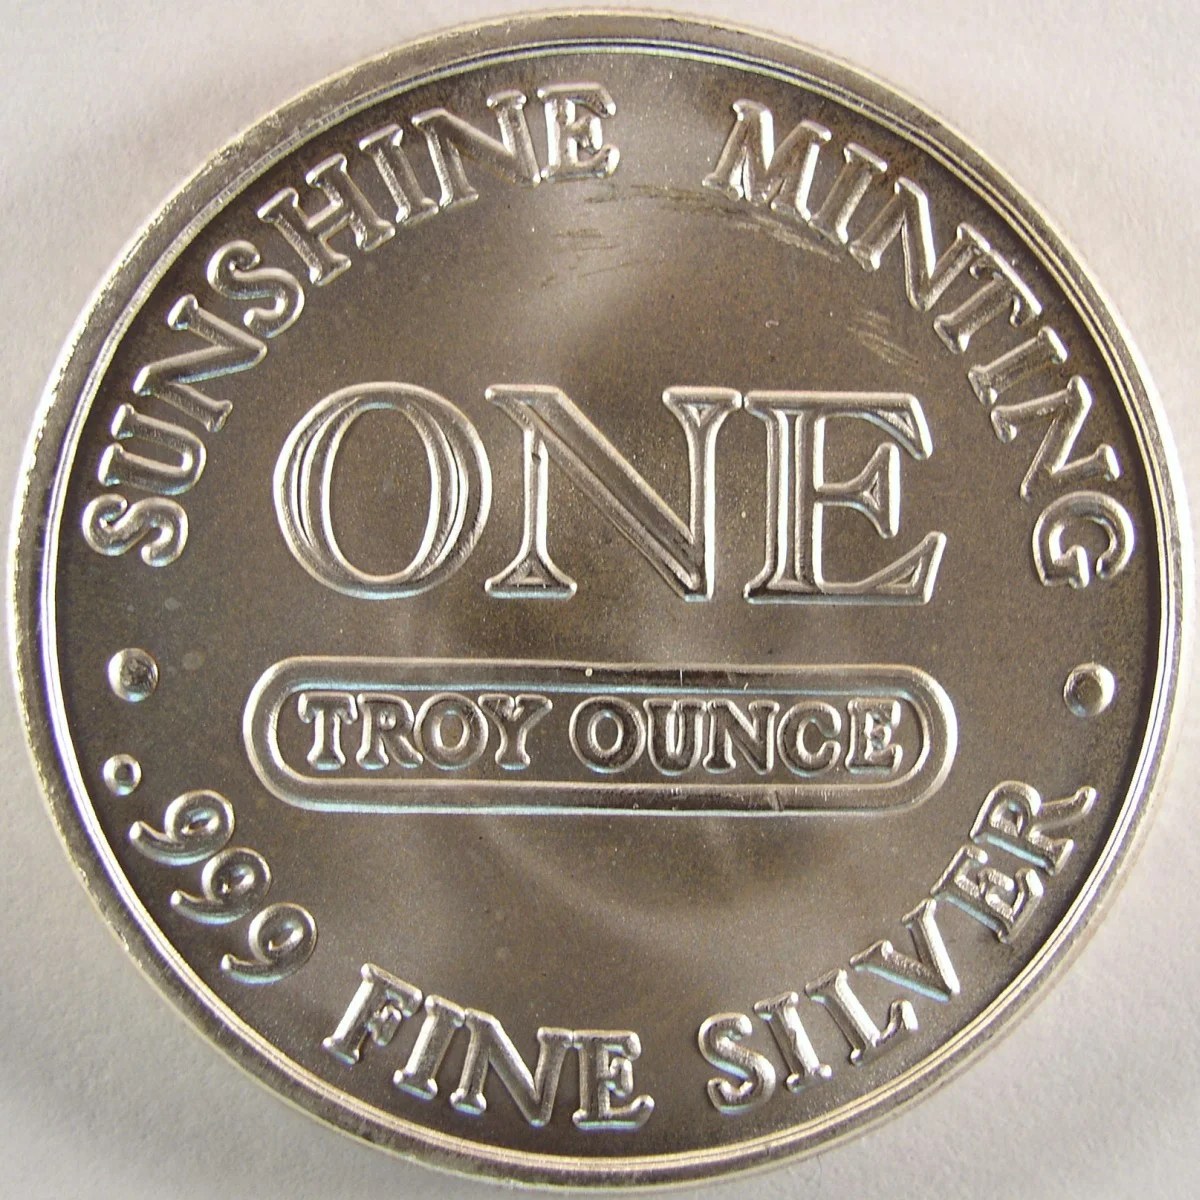 SUNSHINE MINTING
ONE
TROY OUNCE
.999 FINE SILVER